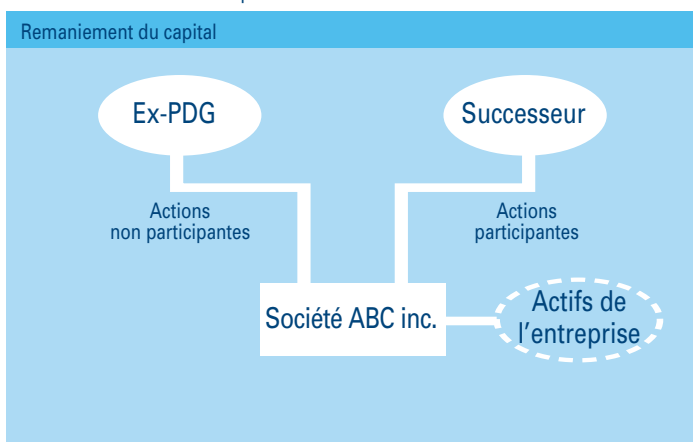 Remaniement du capital
Ex-PDG
Successeur
Actions
non participantes
Actions
participantes
Société ABC inc.
Actifs de
l'entreprise